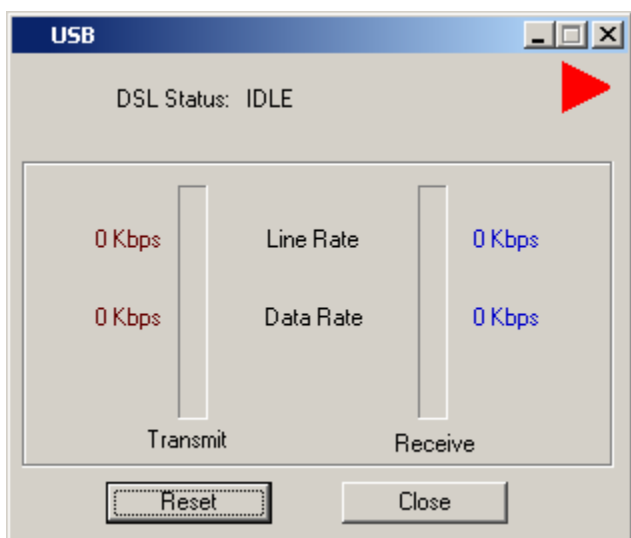 USB
DSL Status: IDLE
0 Kbps Line Rate 0 Kbps
0 Kbps Data Rate 0 Kbps
Transmit Receive
Reset Close